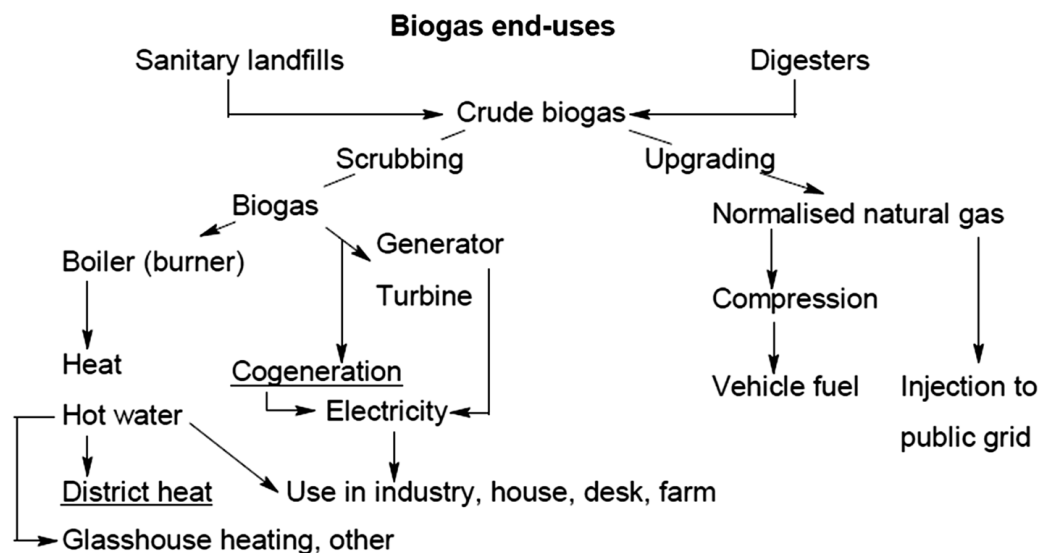 Biogas end-uses
Sanitary landfills
Digesters
Crude biogas
Scrubbing
Upgrading
Biogas
Normalised natural gas
Generator
Boiler (burner)
Turbine
Compression
Heat
Cogeneration
Vehicle fuel
Injection to
public grid
Hot water
Electricity
District heat
Use in industry, house, desk, farm
Glasshouse heating, other